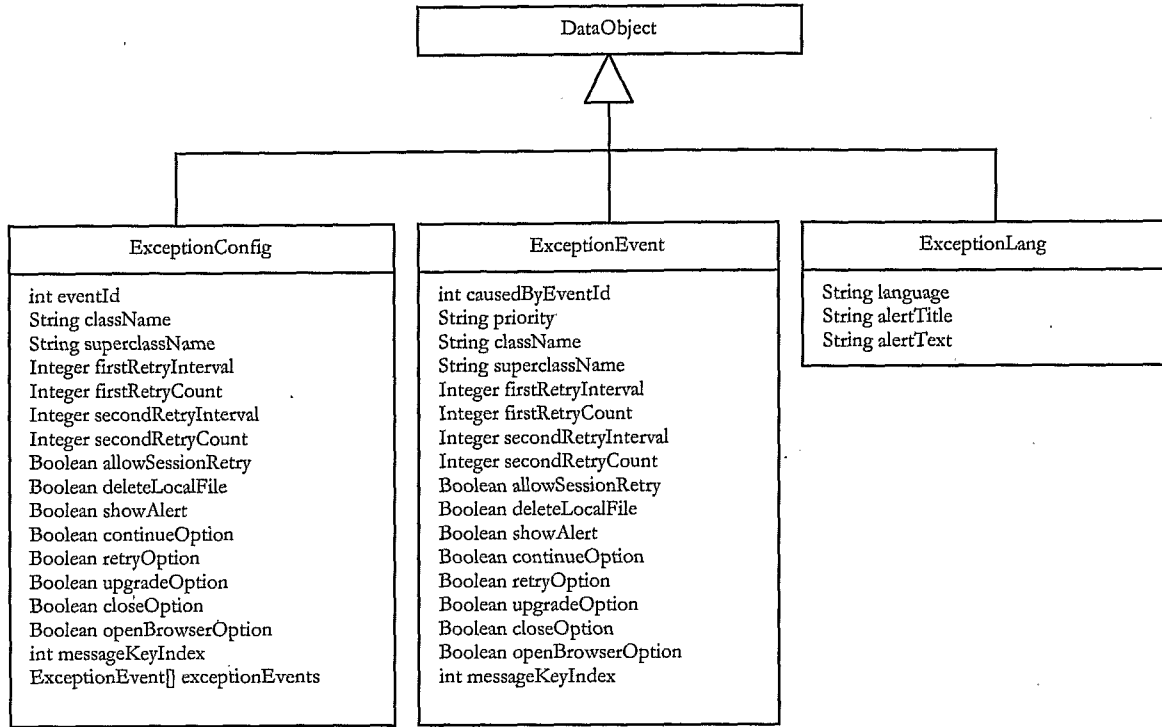 DataObject
ExceptionConfig
int eventId
String className
String superclassName
Integer firstRetryInterval
Integer firstRetryCount
Integer secondRetryInterval
Integer secondRetryCount
Boolean allowSessionRetry
Boolean deleteLocalFile
Boolean showAlert
Boolean continueOption
Boolean retryOption
Boolean upgradeOption
Boolean closeOption
Boolean openBrowserOption
int messageKeyIndex
ExceptionEvent[] exceptionEvents
ExceptionEvent
int causedByEventId
String priority
String className
String superclassName
Integer firstRetryInterval
Integer firstRetryCount
Integer secondRetryInterval
Integer secondRetryCount
Boolean allowSessionRetry
Boolean deleteLocalFile
Boolean showAlert
Boolean continueOption
Boolean retryOption
Boolean upgradeOption
Boolean closeOption
Boolean openBrowserOption
int messageKeyIndex
ExceptionLang
String language
String alertTitle
String alertText